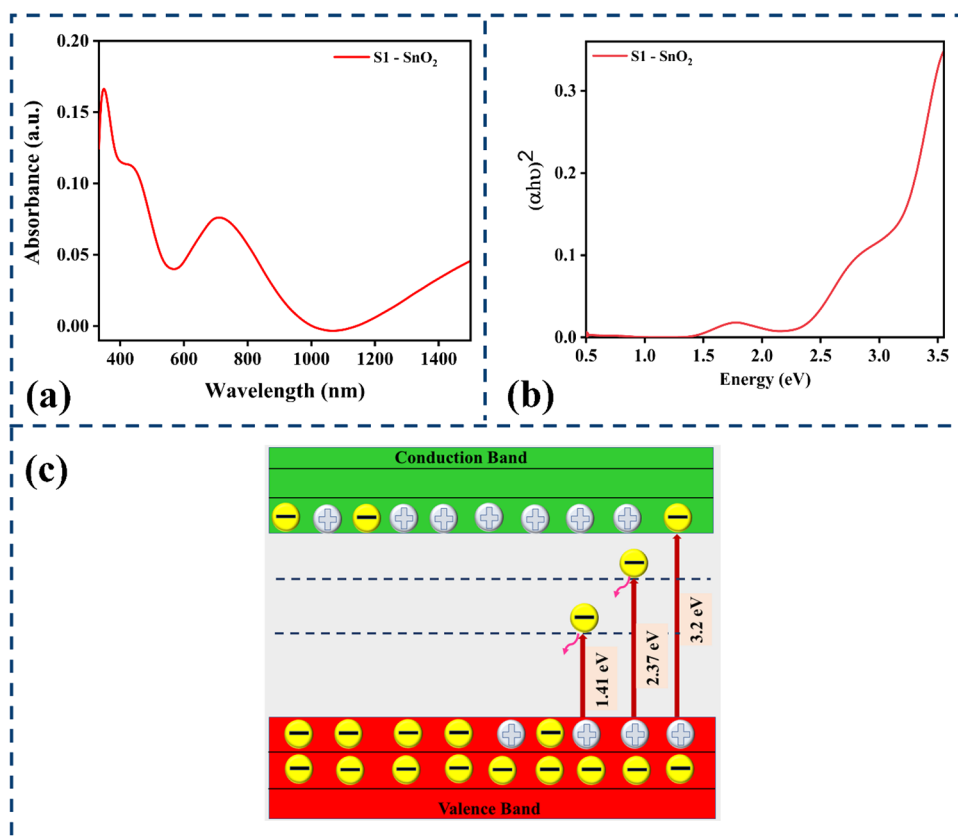 0.20
0.15
0.10
0.05
0.00
Absorbance (a.u.)
S1 - SnO₂
400 600 800 1000 1200 1400
Wavelength (nm)
(a)
0.3
0.2
0.1
0.0
(αhυ)²
S1 - SnO₂
0.5 1.0 1.5 2.0 2.5 3.0 3.5
Energy (eV)
(b)
(c)
Conduction Band
1.41 eV
2.37 eV
3.2 eV
Valence Band